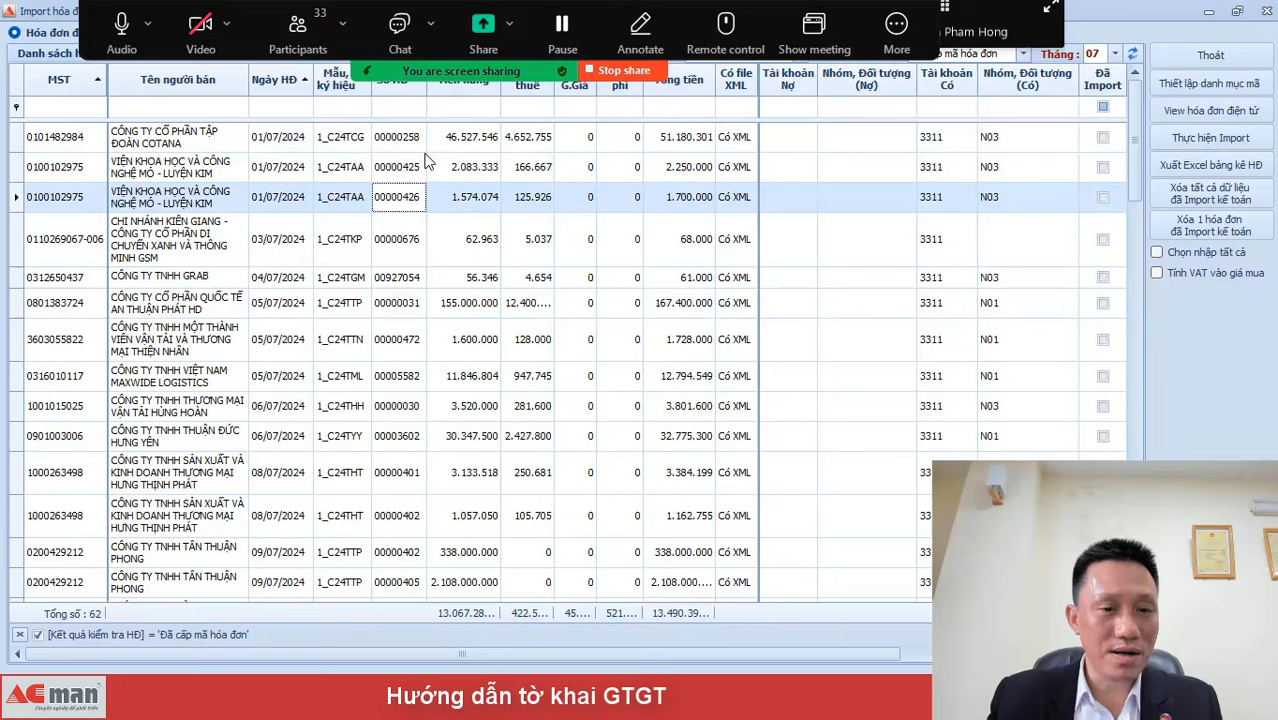 Import hóa đơ
33
Audio
Video
Participants
Chat
Share
Pause
Annotate
Remote control
Show meeting
More
Pham Hong
Hóa đơn đ
Danh sách h
You are screen sharing
Stop share
mã hóa đơn
Tháng : 07
Thoát
Thiết lập danh mục mã
View hóa đơn điện tử
Thực hiện Import
Xuất Excel bảng kê HĐ
Xóa tất cả dữ liệu
đã Import kế toán
Xóa 1 hóa đơn
đã Import kế toán
Chọn nhập tất cả
Tính VAT vào giá mua
MST
Tên người bán
Ngày HĐ
Mẫu,
ký hiệu
thuế
G.Giá
phí
tiền
Có file
XML
Tài khoản
Nợ
Nhóm, Đối tượng
(Nợ)
Tài khoản
Có
Nhóm, Đối tượng
(Có)
Đã
Import
0101482984 CÔNG TY CỔ PHẦN TẬP
ĐOÀN COTANA 01/07/2024 1_C24TCG 00000258 46.527.546 4.652.755 0 0 51.180.301 Có XML 3311 N03
0100102975 VIỆN KHOA HỌC VÀ CÔNG
NGHỆ MỎ - LUYỆN KIM 01/07/2024 1_C24TAA 00000425 2.083.333 166.667 0 0 2.250.000 Có XML 3311 N03
0100102975 VIỆN KHOA HỌC VÀ CÔNG
NGHỆ MỎ - LUYỆN KIM 01/07/2024 1_C24TAA 00000426 1.574.074 125.926 0 0 1.700.000 Có XML 3311 N03
CHI NHÁNH KIÊN GIANG -
CÔNG TY CỔ PHẦN DI
0110269067-006 CHUYỂN XANH VÀ THÔNG
MINH GSM 03/07/2024 1_C24TKP 00000676 62.963 5.037 0 0 68.000 Có XML 3311
0312650437 CÔNG TY TNHH GRAB 04/07/2024 1_C24TGM 00927054 56.346 4.654 0 0 61.000 Có XML 3311 N03
0801383724 CÔNG TY CỔ PHẦN QUỐC TẾ
AN THUẬN PHÁT HD 05/07/2024 1_C24TTP 00000031 155.000.000 12.400.... 0 0 167.400.000 Có XML 3311 N01
CÔNG TY TNHH MỘT THÀNH
3603055822 VIÊN VẬN TẢI VÀ THƯƠNG
MẠI THIỆN NHÂN 05/07/2024 1_C24TTN 00000472 1.600.000 128.000 0 0 1.728.000 Có XML 3311 N01
0316010117 CÔNG TY TNHH VIỆT NAM
MAXWIDE LOGISTICS 05/07/2024 1_C24TML 00005582 11.846.804 947.745 0 0 12.794.549 Có XML 3311 N01
1001015025 CÔNG TY TNHH THƯƠNG MẠI
VẬN TẢI HÙNG HOÀN 06/07/2024 1_C24THH 00000030 3.520.000 281.600 0 0 3.801.600 Có XML 3311 N03
0901003006 CÔNG TY TNHH THUẬN ĐỨC
HƯNG YÊN 06/07/2024 1_C24TYY 00003602 30.347.500 2.427.800 0 0 32.775.300 Có XML 3311 N01
CÔNG TY TNHH SẢN XUẤT VÀ
1000263498 KINH DOANH THƯƠNG MẠI
HƯNG THỊNH PHÁT 08/07/2024 1_C24THT 00000401 3.133.518 250.681 0 0 3.384.199 Có XML 33
CÔNG TY TNHH SẢN XUẤT VÀ
1000263498 KINH DOANH THƯƠNG MẠI
HƯNG THỊNH PHÁT 08/07/2024 1_C24THT 00000402 1.057.050 105.705 0 0 1.162.755 Có XML 33
0200429212 CÔNG TY TNHH TÂN THUẬN
PHONG 09/07/2024 1_C24TTP 00000402 338.000.000 0 0 0 338.000.000 Có XML 33
0200429212 CÔNG TY TNHH TÂN THUẬN
PHONG 09/07/2024 1_C24TTP 00000405 2.108.000.000 0 0 0 2.108.000.... Có XML 33
Tổng số : 62 13.067.28... 422.5... 45.... 521.... 13.490.39...
[Kết quả kiểm tra HĐ] = 'Đã cấp mã hóa đơn'
ACman
Chuyên nghiệp để phát triển
Hướng dẫn tờ khai GTGT